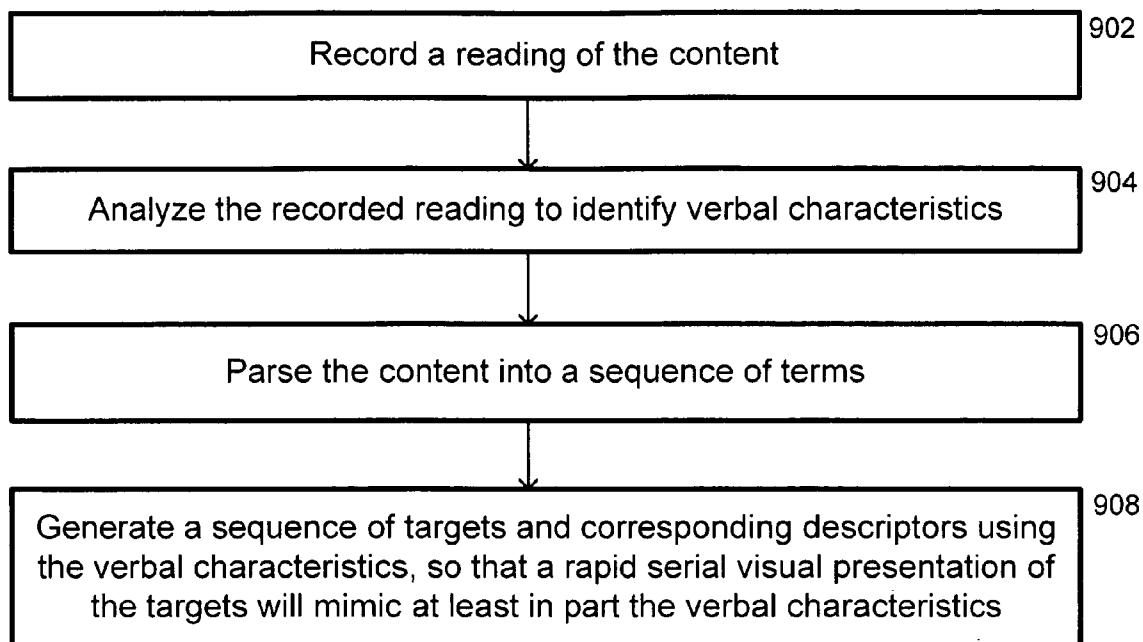 Record a reading of the content
902
Analyze the recorded reading to identify verbal characteristics
904
Parse the content into a sequence of terms
906
Generate a sequence of targets and corresponding descriptors using
the verbal characteristics, so that a rapid serial visual presentation of
the targets will mimic at least in part the verbal characteristics
908